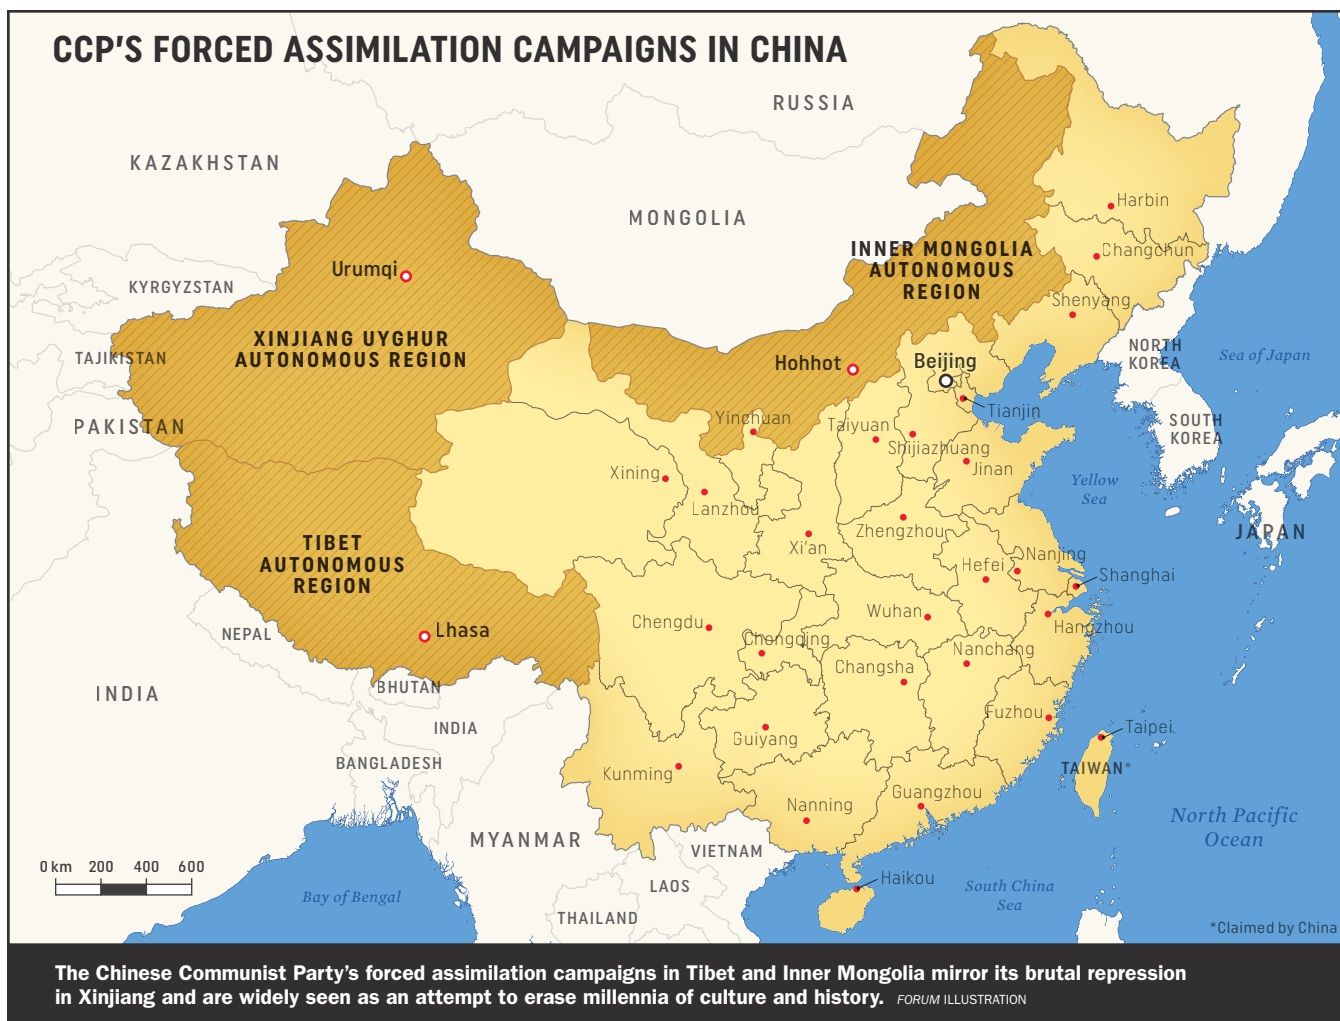 CCP'S FORCED ASSIMILATION CAMPAIGNS IN CHINA
RUSSIA
KAZAKHSTAN
MONGOLIA
Harbin
Changchun
INNER MONGOLIA
AUTONOMOUS
REGION
Urumqi
KYRGYZSTAN
Shenyang
XINJIANG UYGHUR
AUTONOMOUS REGION
TAJIKISTAN
Hohhot
Beijing
NORTH
KOREA
Sea of Japan
PAKISTAN
Yinchuan
Taiyuan
Tianjin
Shijiazhuang
SOUTH
KOREA
Xining
Jinan
Lanzhou
Yellow
Sea
Zhengzhou
JAPAN
Xi'an
TIBET
AUTONOMOUS
REGION
Hefei
Nanjing
Shanghai
NEPAL
Lhasa
Chengdu
Wuhan
Hangzhou
Chongqing
Nanchang
Changsha
INDIA
BHUTAN
Fuzhou
INDIA
Guiyang
Taipei
BANGLADESH
Kunming
TAIWAN*
Nanning
Guangzhou
North Pacific
Ocean
MYANMAR
VIETNAM
0 km 200 400 600
LAOS
Haikou
South China
Sea
Bay of Bengal
THAILAND
*Claimed by China
The Chinese Communist Party's forced assimilation campaigns in Tibet and Inner Mongolia mirror its brutal repression
in Xinjiang and are widely seen as an attempt to erase millennia of culture and history. FORUM ILLUSTRATION